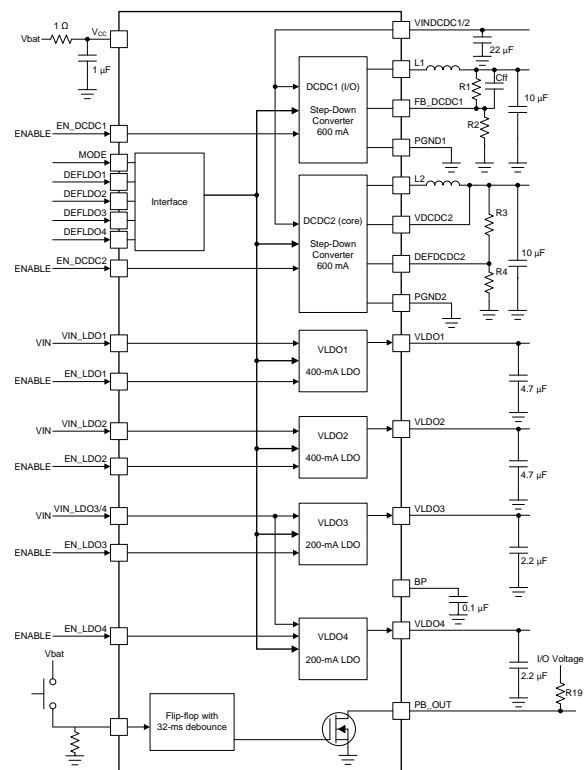 VINDCDC1/2
1 Ω
Vbat
VCC
1 µF
22 µF
L1
DCDC1 (I/O)
Step-Down
Converter
600 mA
R1
Cff
FB_DCDC1
R2
10 µF
PGND1
ENABLE
EN_DCDC1
MODE
DEFLDO1
DEFLDO2
DEFLDO3
DEFLDO4
Interface
L2
DCDC2 (core)
Step-Down
Converter
600 mA
VDCDC2
R3
DEFDCDC2
R4
10 µF
PGND2
ENABLE
EN_DCDC2
VIN
VIN_LDO1
ENABLE
EN_LDO1
VLDO1
400-mA LDO
VLDO1
4.7 µF
VIN
VIN_LDO2
ENABLE
EN_LDO2
VLDO2
400-mA LDO
VLDO2
4.7 µF
VIN
VIN_LDO3/4
ENABLE
EN_LDO3
VLDO3
200-mA LDO
VLDO3
2.2 µF
BP
0.1 µF
ENABLE
EN_LDO4
VLDO4
200-mA LDO
VLDO4
2.2 µF
I/O Voltage
R19
Vbat
Flip-flop with
32-ms debounce
PB_OUT